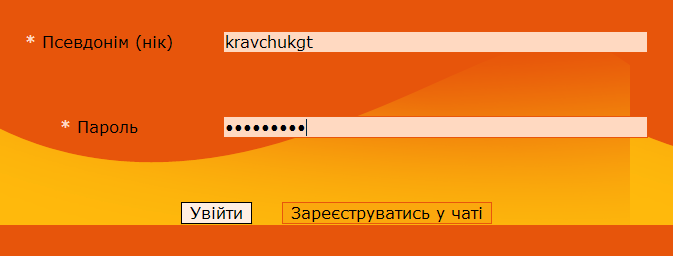 * Псевдонім (нік) kravchukgt
* Пароль •••••••••
Увійти Зареєструватись у чаті